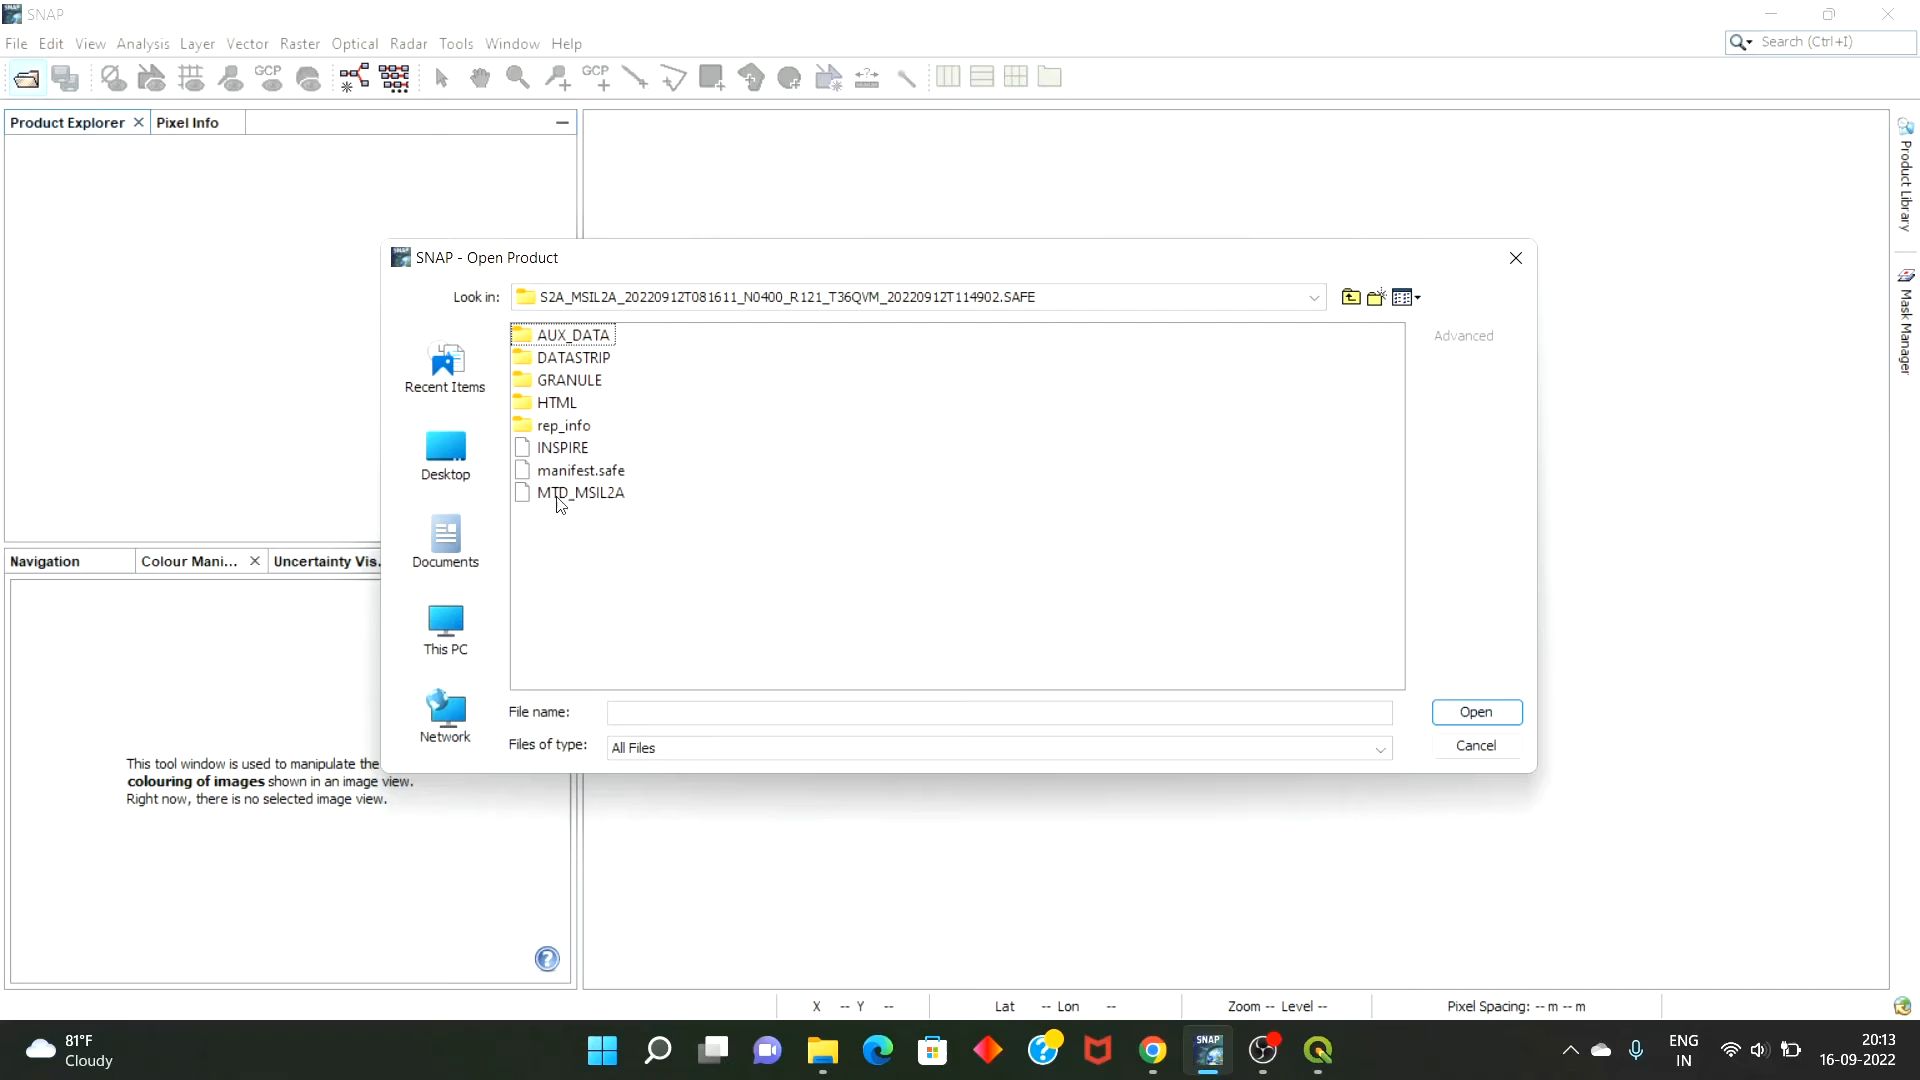 SNAP
File Edit View Analysis Layer Vector Raster Optical Radar Tools Window Help
Search (Ctrl+I)
GCP GCP
Product Explorer Pixel Info
Product Library
Mask Manager
SNAP - Open Product
Look in: S2A_MSIL2A_20220912T081611_N0400_R121_T36QVM_20220912T114902.SAFE
Advanced
Recent Items
Desktop
Documents
This PC
Network
AUX_DATA
DATASTRIP
GRANULE
HTML
rep_info
INSPIRE
manifest.safe
MTD_MSIL2A
File name:
Open
Files of type: All Files
Cancel
Navigation Colour Mani... Uncertainty Vis.
This tool window is used to manipulate the
colouring of images shown in an image view.
Right now, there is no selected image view.
X -- Y -- Lat -- Lon -- Zoom -- Level -- Pixel Spacing: -- m -- m
81°F
Cloudy
SNAP
ENG
IN
20:13
16-09-2022